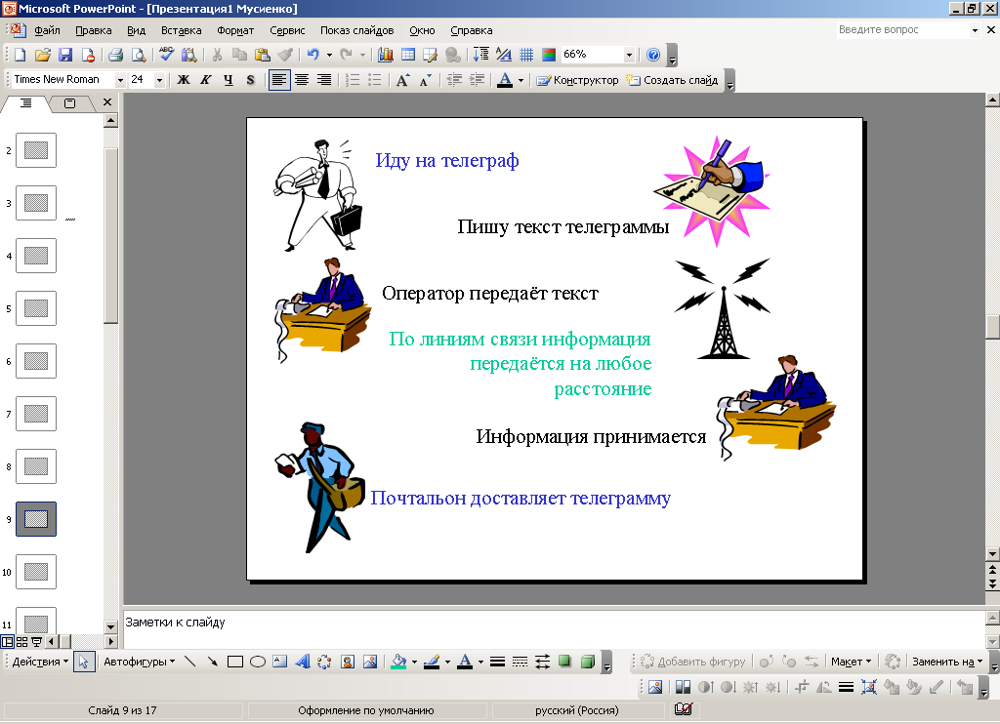 Microsoft PowerPoint - [Презентация1 Мусиенко]
Файл Правка Вид Вставка Формат Сервис Показ слайдов Окно Справка Введите вопрос
66%
Times New Roman 24 Ж К Ч S Конструктор Создать слайд
2
3
4
5
6
7
8
9
10
11
Иду на телеграф
Пишу текст телеграммы
Оператор передаёт текст
По линиям связи информация
передаётся на любое
расстояние
Информация принимается
Почтальон доставляет телеграмму
Заметки к слайду
Действия Автофигуры Добавить фигуру Макет Заменить на
Слайд 9 из 17 Оформление по умолчанию русский (Россия)